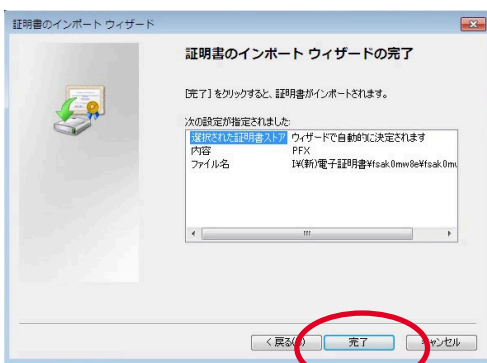 証明書のインポート ウィザード
証明書のインポート ウィザードの完了
[完了] をクリックすると、証明書がインポートされます。
次の設定が指定されました:
選択された証明書ストア ウィザードで自動的に決定されます
内容 PFX
ファイル名 I¥(新)電子証明書¥fsak0mw8e¥fsak0mw
< 戻る(
完了
キャンセル